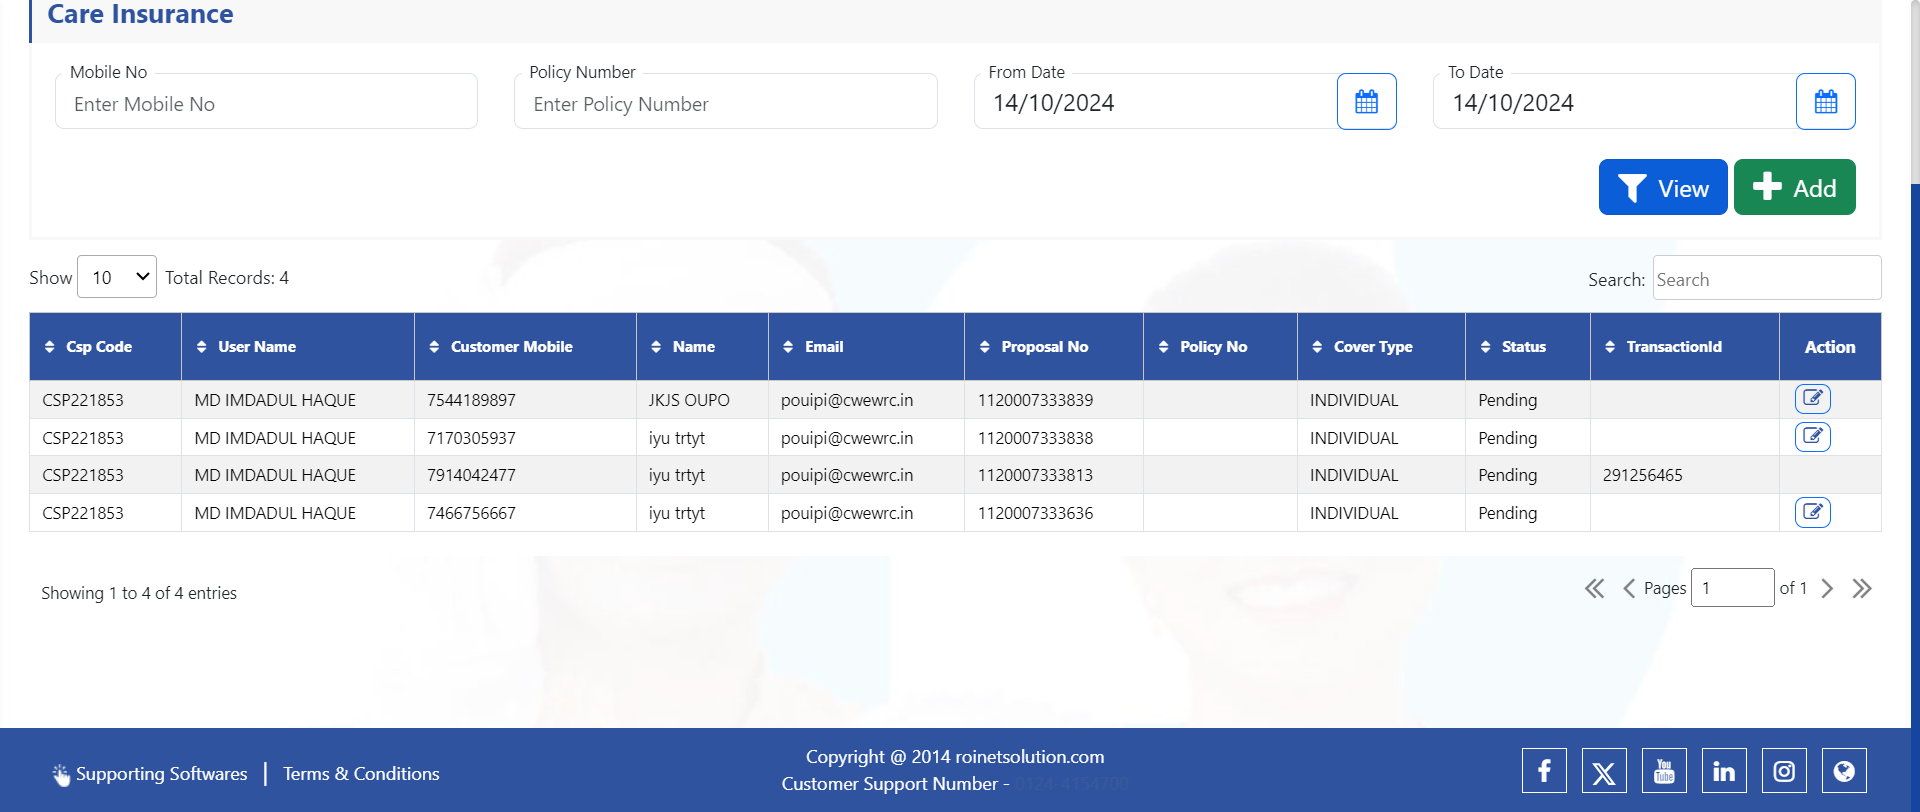 Care Insurance
Mobile No
Enter Mobile No
Policy Number
Enter Policy Number
From Date
14/10/2024
To Date
14/10/2024
View
Add
Show 10 Total Records: 4
Search: Search
Csp Code User Name Customer Mobile Name Email Proposal No Policy No Cover Type Status TransactionId Action
CSP221853 MD IMDADUL HAQUE 7544189897 JKJS OUPO pouipi@cwewrc.in 1120007333839 INDIVIDUAL Pending
CSP221853 MD IMDADUL HAQUE 7170305937 iyu trtyt pouipi@cwewrc.in 1120007333838 INDIVIDUAL Pending
CSP221853 MD IMDADUL HAQUE 7914042477 iyu trtyt pouipi@cwewrc.in 1120007333813 INDIVIDUAL Pending 291256465
CSP221853 MD IMDADUL HAQUE 7466756667 iyu trtyt pouipi@cwewrc.in 1120007333636 INDIVIDUAL Pending
Showing 1 to 4 of 4 entries
Pages 1 of 1
Supporting Softwares | Terms & Conditions
Copyright @ 2014 roinetsolution.com
Customer Support Number -
You Tube